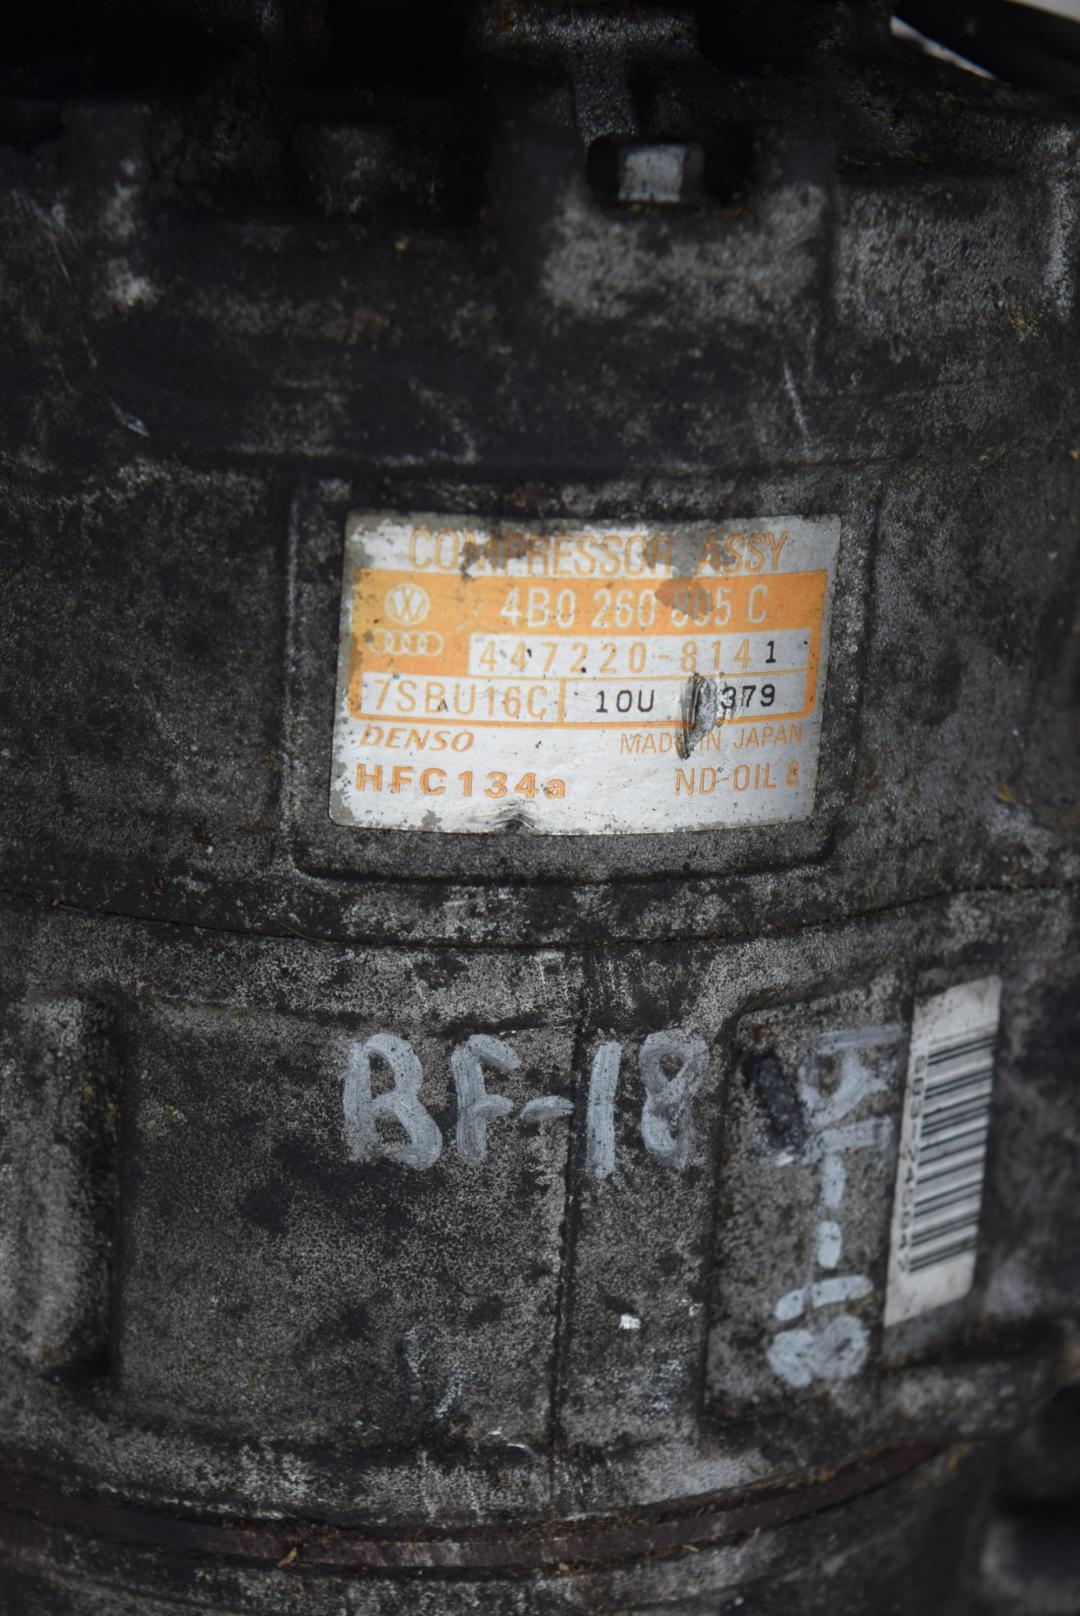 COMPRESSOR ASSY
VW 4B0 260 805 C
447220-8141
7SBU16C 10U 379
DENSO MADE IN JAPAN
HFC134a ND-OIL 8
BF-18